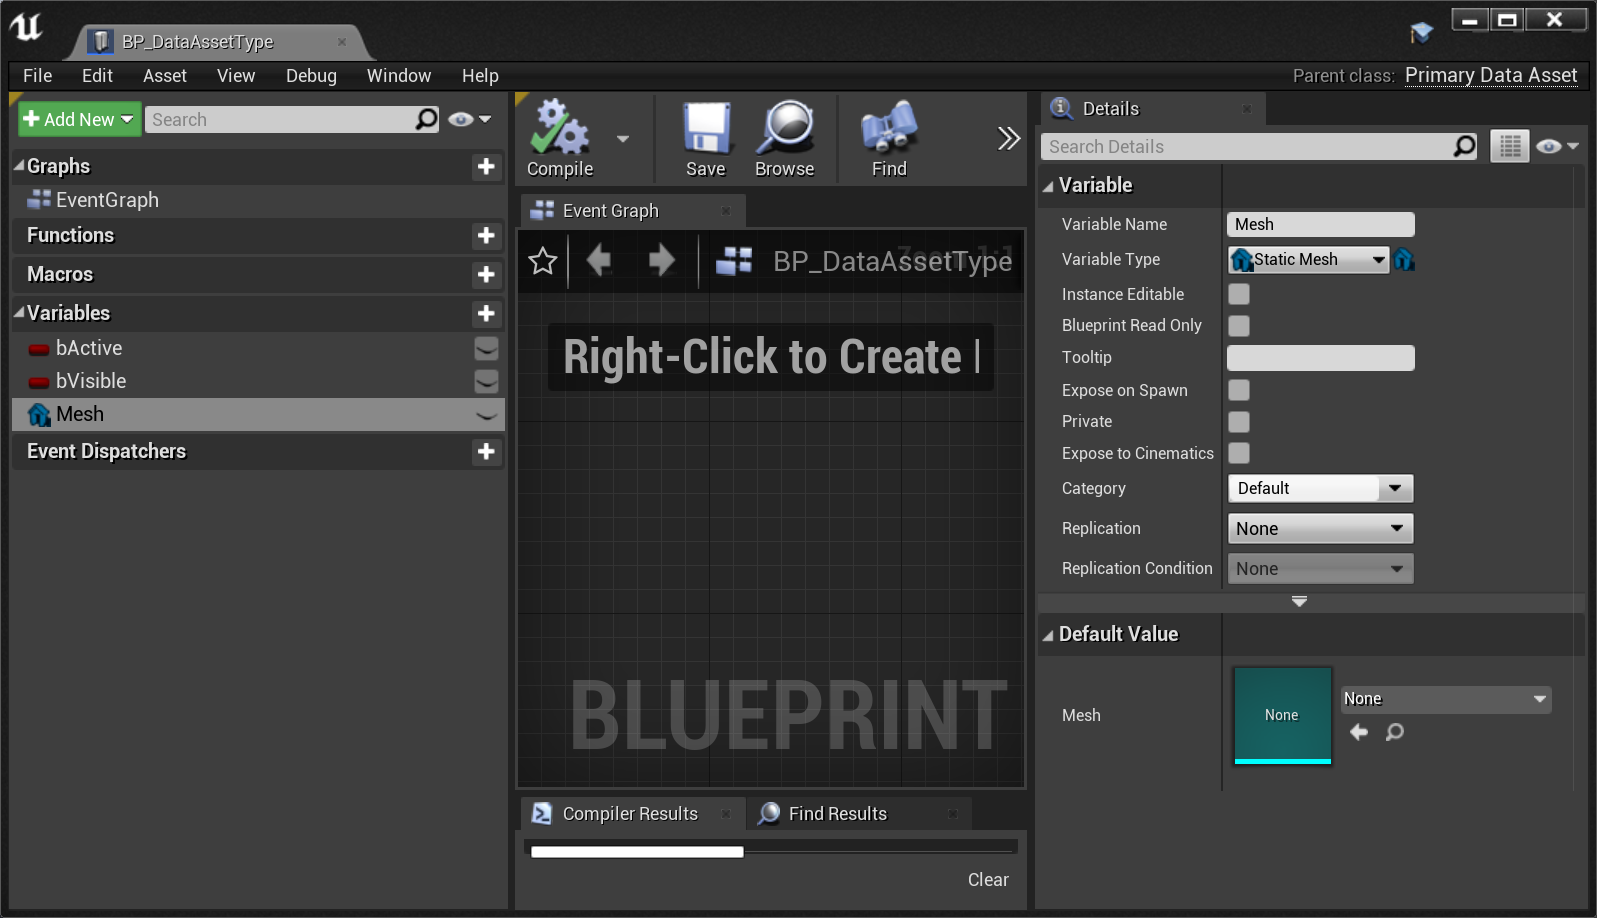 BP_DataAssetType
File Edit Asset View Debug Window Help
Parent class: Primary Data Asset
Add New
Search
Graphs
EventGraph
Functions
Macros
Variables
bActive
bVisible
Mesh
Event Dispatchers
Compile
Save
Browse
Find
Event Graph
BP_DataAssetType
Zoom 1:1
Right-Click to Create
BLUEPRINT
Compiler Results
Find Results
Clear
Details
Search Details
Variable
Variable Name Mesh
Variable Type Static Mesh
Instance Editable
Blueprint Read Only
Tooltip
Expose on Spawn
Private
Expose to Cinematics
Category Default
Replication None
Replication Condition None
Default Value
Mesh None None